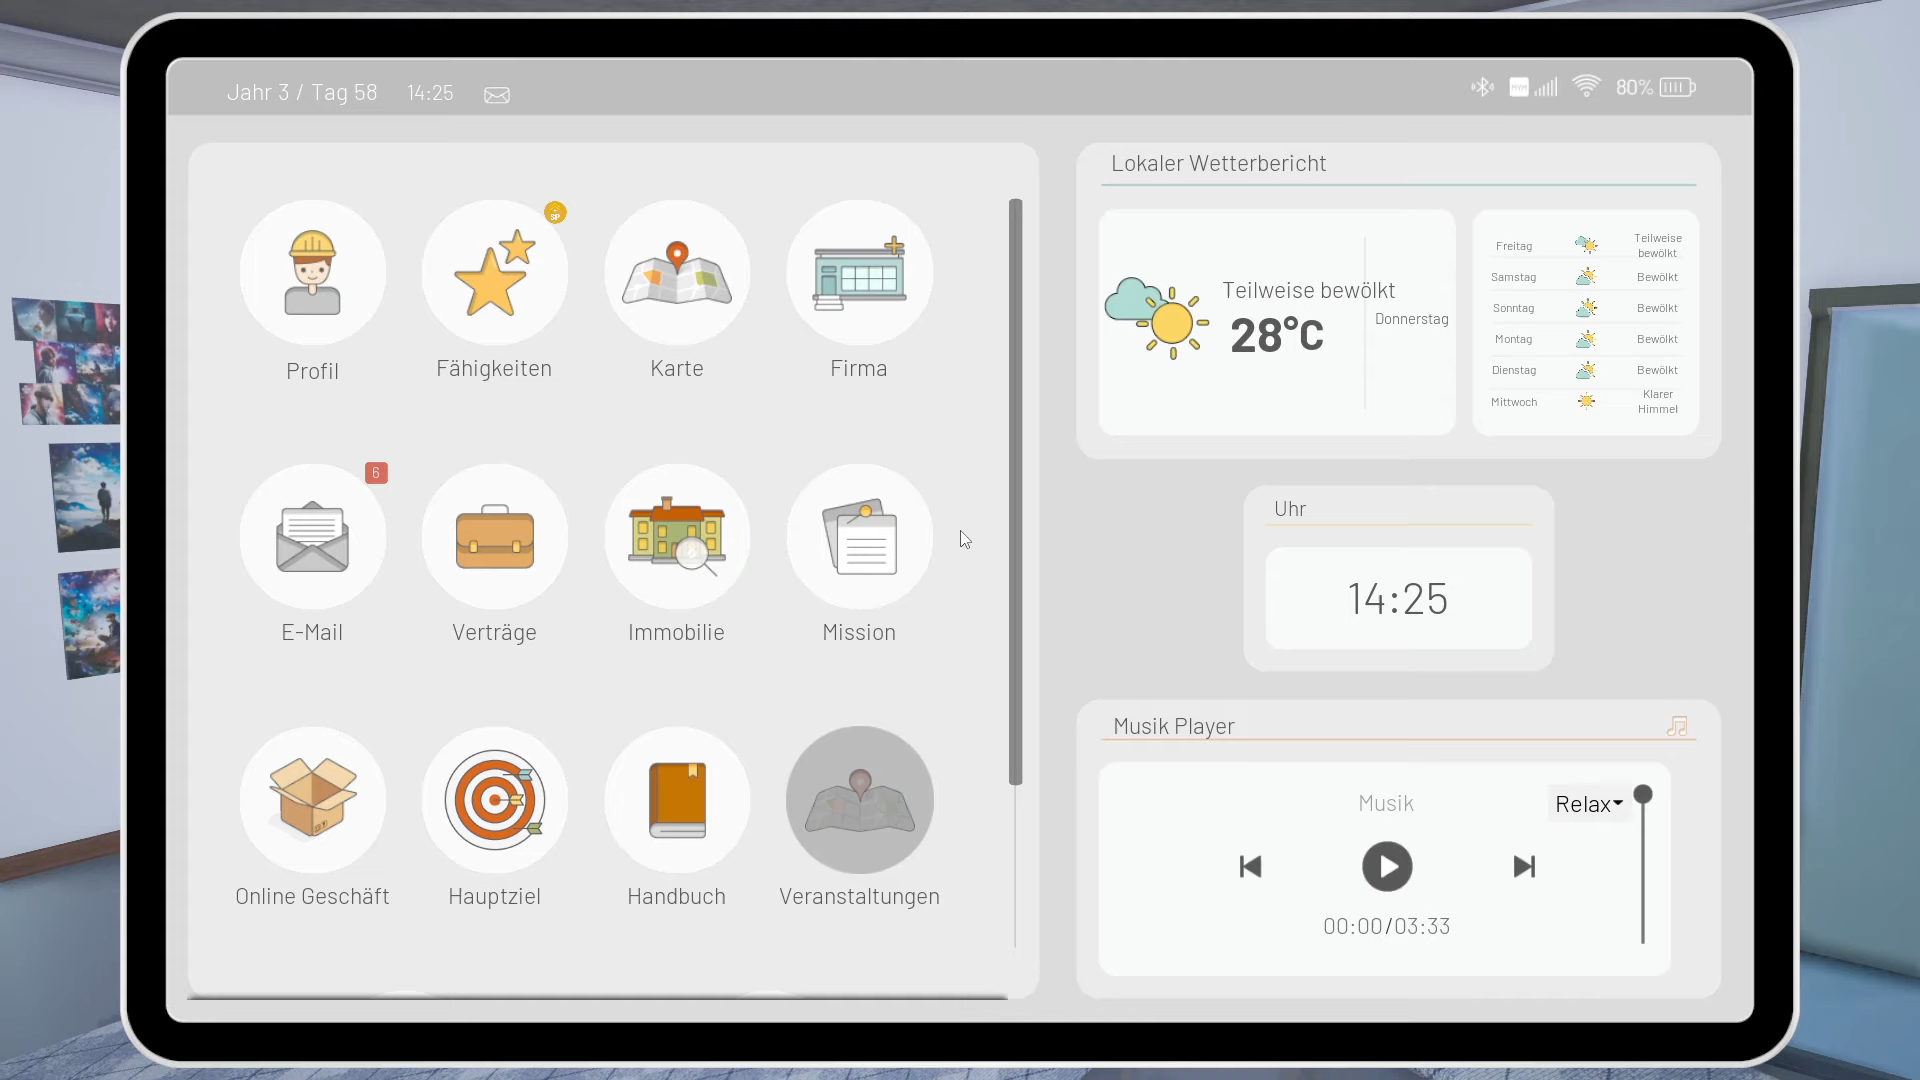 Jahr 3 / Tag 58 14:25
80%
SP
Profil Fähigkeiten Karte Firma
6
E-Mail Verträge Immobilie Mission
Online Geschäft Hauptziel Handbuch Veranstaltungen
Lokaler Wetterbericht
Teilweise bewölkt
28°C
Donnerstag
Freitag Teilweise
bewölkt
Samstag Bewölkt
Sonntag Bewölkt
Montag Bewölkt
Dienstag Bewölkt
Mittwoch Klarer
Himmel
Uhr
14:25
Musik Player
Musik
Relax
00:00/03:33